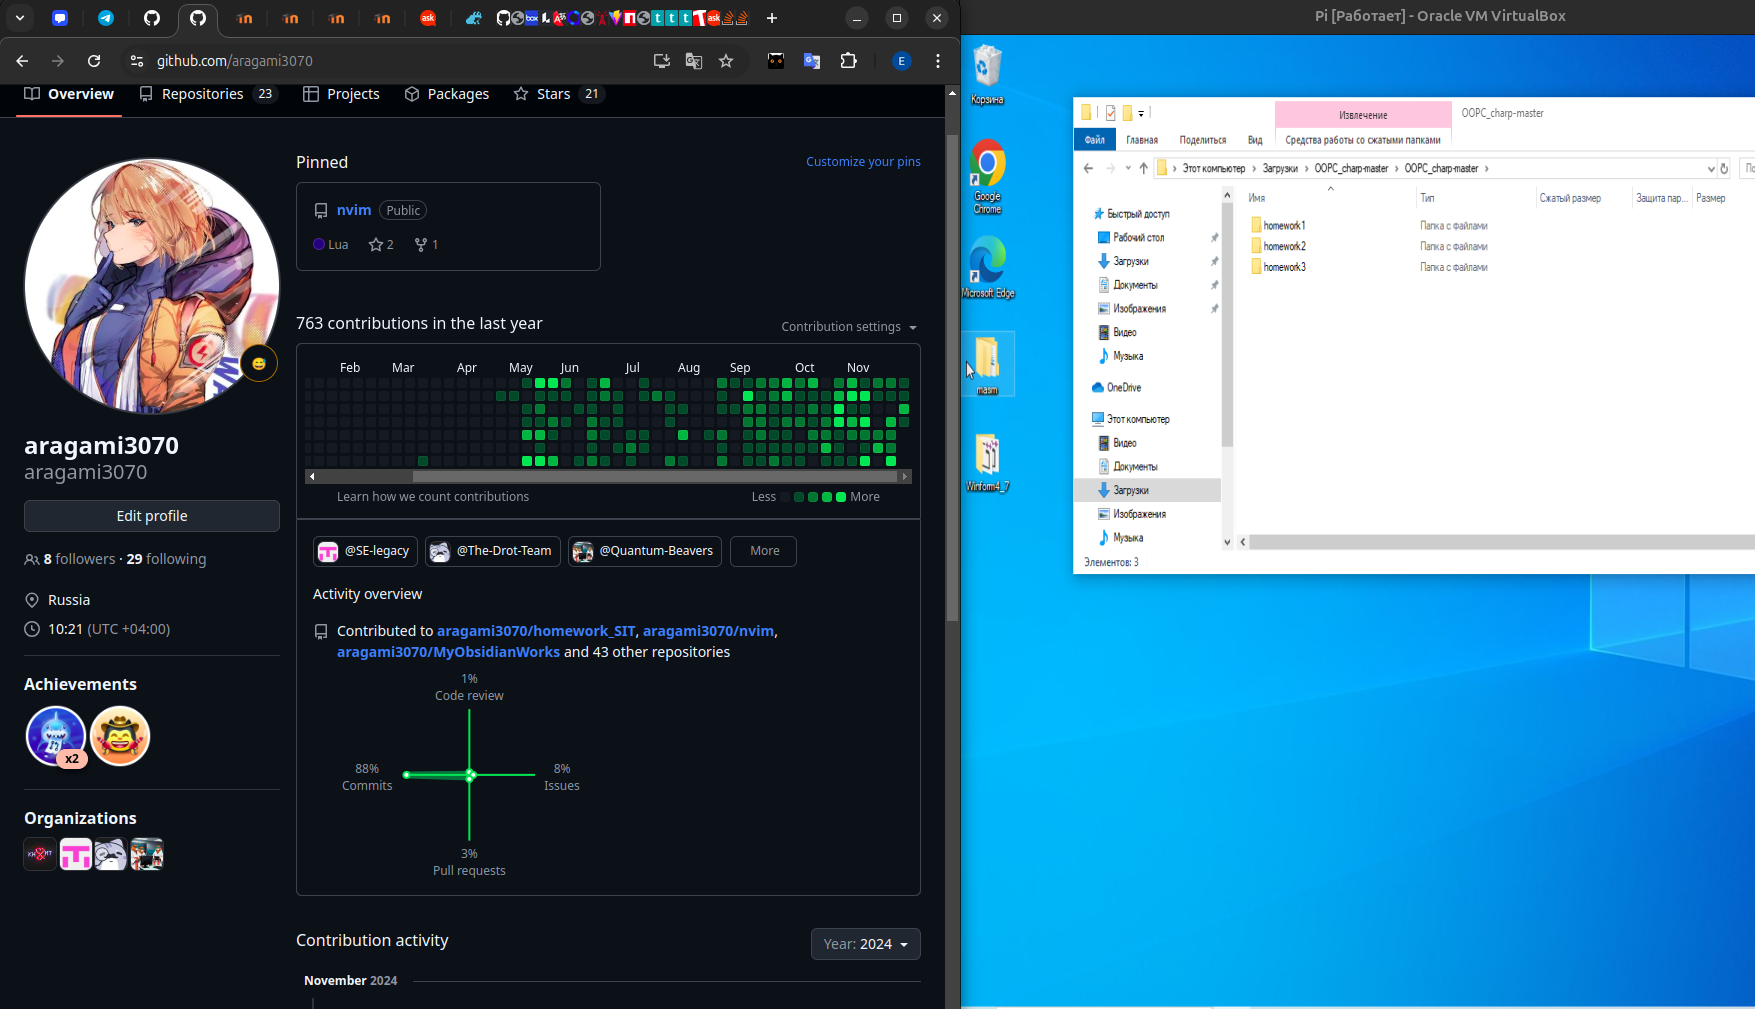 Pi [Работает] - Oracle VM VirtualBox
github.com/aragami3070
E
Overview
Repositories 23
Projects
Packages
Stars 21
Pinned
Customize your pins
nvim Public
Lua 2 1
763 contributions in the last year
Contribution settings
Feb Mar Apr May Jun Jul Aug Sep Oct Nov
Learn how we count contributions
Less More
@SE-legacy
@The-Drot-Team
@Quantum-Beavers
More
Activity overview
Contributed to aragami3070/homework_SIT, aragami3070/nvim,
aragami3070/MyObsidianWorks and 43 other repositories
1%
Code review
88%
Commits
8%
Issues
3%
Pull requests
Contribution activity
Year: 2024
November 2024
aragami3070
aragami3070
Edit profile
8 followers · 29 following
Russia
10:21 (UTC +04:00)
Achievements
x2
Organizations
Корзина
Google
Chrome
Microsoft Edge
masm
Winform4_7
Извлечение
OOPC_charp-master
Файл
Главная
Поделиться
Вид
Средства работы со сжатыми папками
Этот компьютер
Загрузки
OOPC_charp-master
OOPC_charp-master
Имя
Тип
Сжатый размер
Защита пар...
Размер
homework1 Папка с файлами
homework2 Папка с файлами
homework3 Папка с файлами
Быстрый доступ
Рабочий стол
Загрузки
Документы
Изображения
Видео
Музыка
OneDrive
Этот компьютер
Видео
Документы
Загрузки
Изображения
Музыка
Элементов: 3